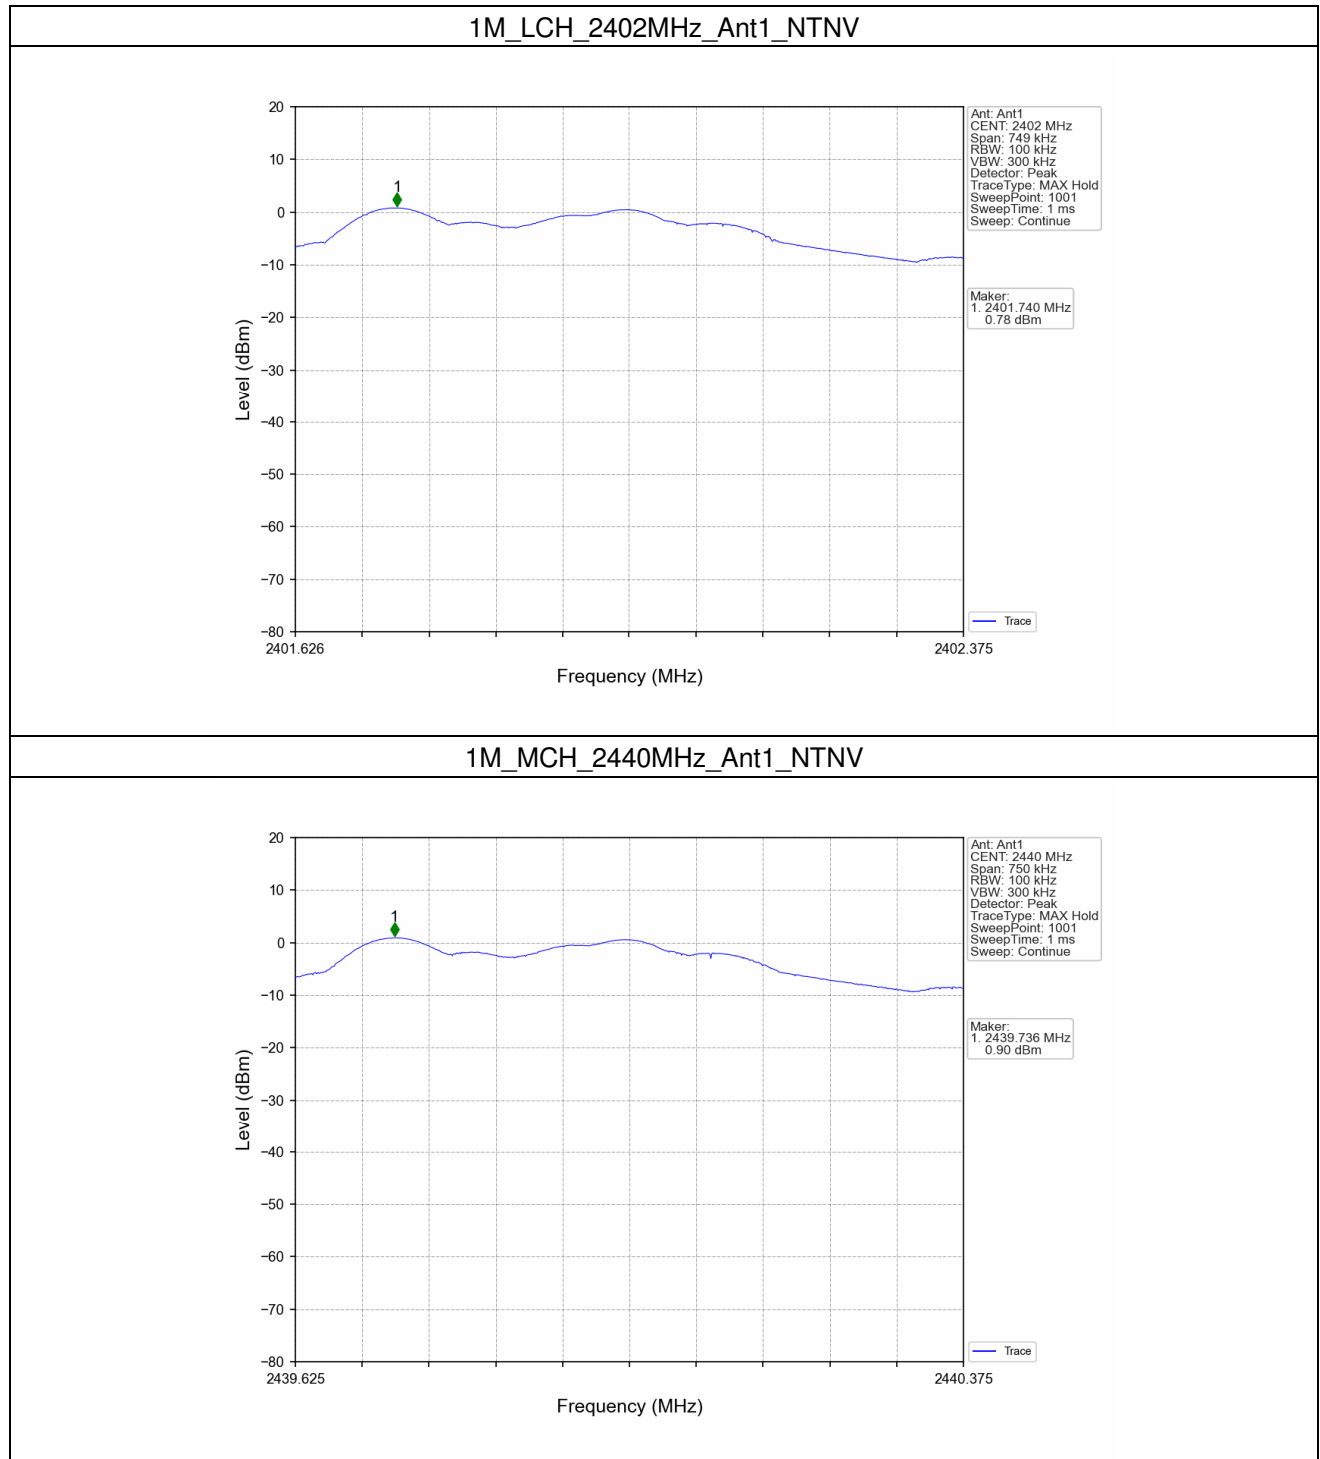 1M_LCH_2402MHz_Ant1_NTNV
20
10
0
−10
−20
−30
−40
−50
−60
−70
−80
Level (dBm)
1
2401.626
2402.375
Frequency (MHz)
Ant: Ant1
CENT: 2402 MHz
Span: 749 kHz
RBW: 100 kHz
VBW: 300 kHz
Detector: Peak
TraceType: MAX Hold
SweepPoint: 1001
SweepTime: 1 ms
Sweep: Continue
Maker:
1. 2401.740 MHz
0.78 dBm
Trace
1M_MCH_2440MHz_Ant1_NTNV
20
10
0
−10
−20
−30
−40
−50
−60
−70
−80
Level (dBm)
1
2439.625
2440.375
Frequency (MHz)
Ant: Ant1
CENT: 2440 MHz
Span: 750 kHz
RBW: 100 kHz
VBW: 300 kHz
Detector: Peak
TraceType: MAX Hold
SweepPoint: 1001
SweepTime: 1 ms
Sweep: Continue
Maker:
1. 2439.736 MHz
0.90 dBm
Trace